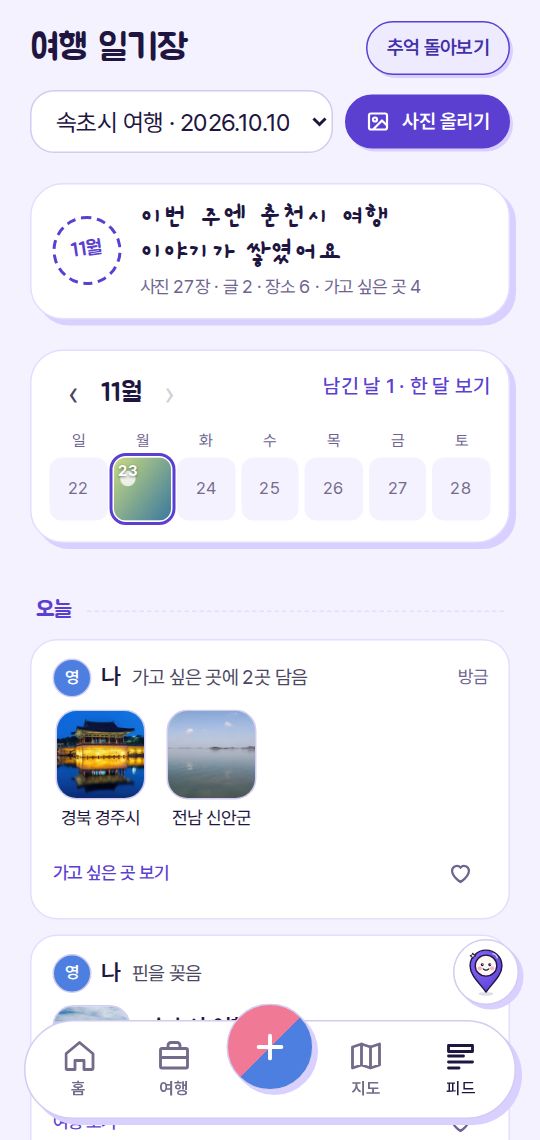 여행 일기장
추억 돌아보기
속초시 여행 · 2026.10.10
사진 올리기
11월
이번 주엔 춘천시 여행
이야기가 쌓였어요
사진 27장 · 글 2 · 장소 6 · 가고 싶은 곳 4
‹ 11월 ›
남긴 날 1 · 한 달 보기
일 월 화 수 목 금 토
22 23 24 25 26 27 28
오늘
영 나 가고 싶은 곳에 2곳 담음 방금
경북 경주시 전남 신안군
가고 싶은 곳 보기
영 나 핀을 꽂음
홈 여행 + 지도 피드